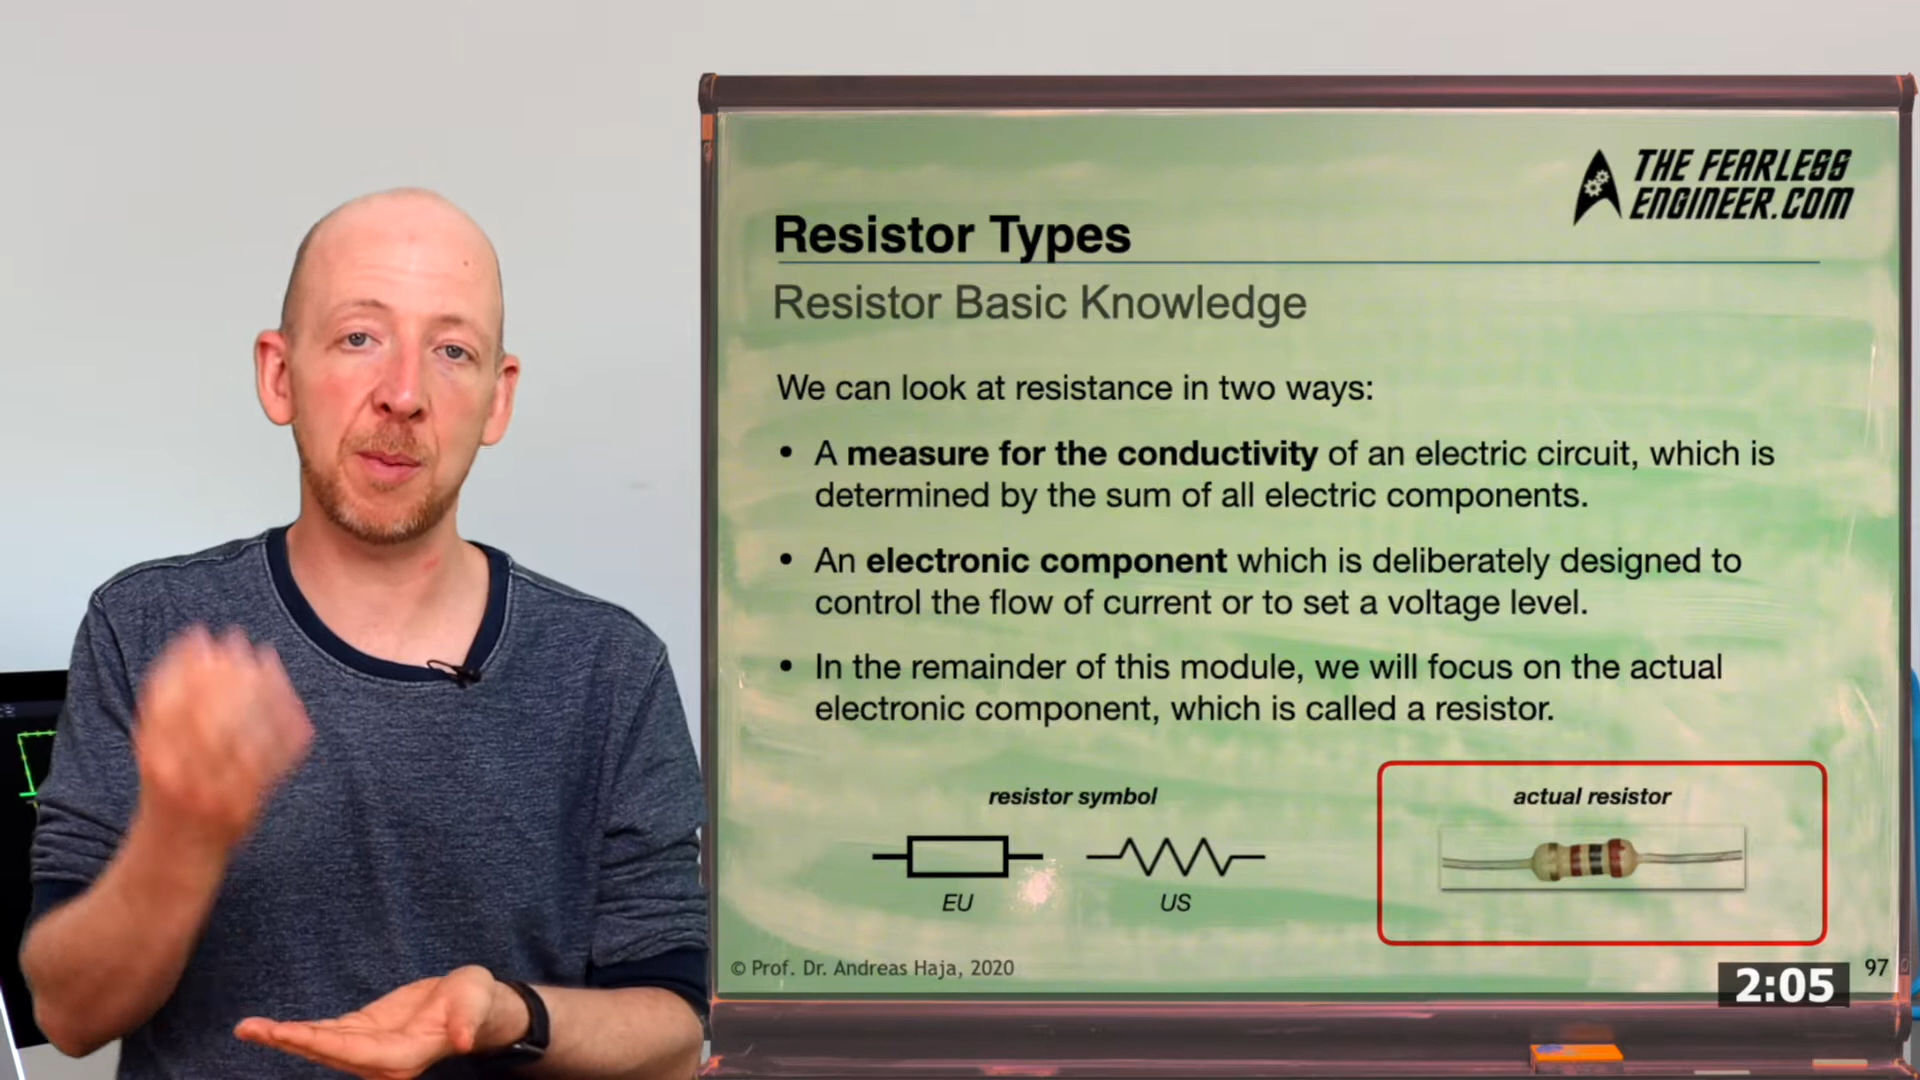 THE FEARLESS
ENGINEER.COM
Resistor Types
Resistor Basic Knowledge
We can look at resistance in two ways:
• A measure for the conductivity of an electric circuit, which is
determined by the sum of all electric components.
• An electronic component which is deliberately designed to
control the flow of current or to set a voltage level.
• In the remainder of this module, we will focus on the actual
electronic component, which is called a resistor.
resistor symbol
actual resistor
EU
US
© Prof. Dr. Andreas Haja, 2020
97
2:05